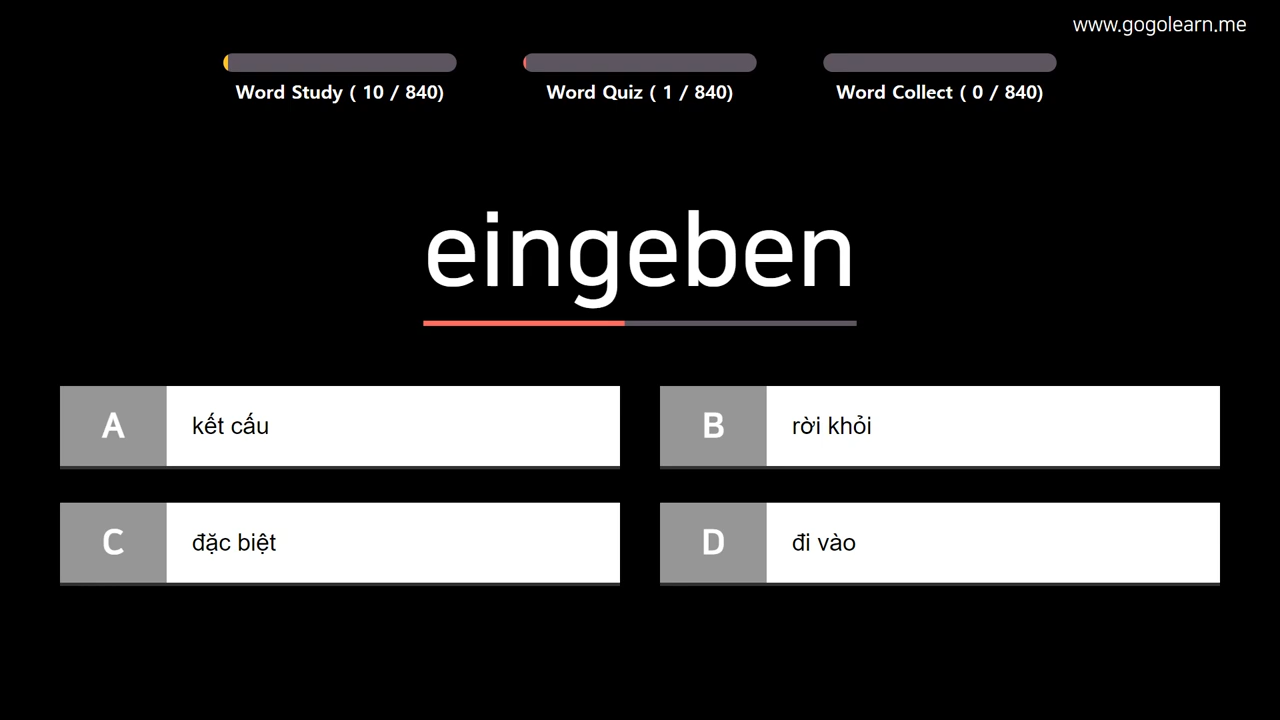 www.gogolearn.me
Word Study ( 10 / 840)
Word Quiz ( 1 / 840)
Word Collect ( 0 / 840)
eingeben
A kết cấu
B rời khỏi
C đặc biệt
D đi vào